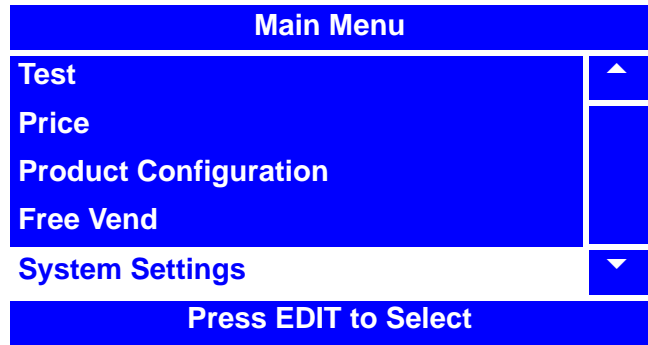 Main Menu
Test
Price
Product Configuration
Free Vend
System Settings
Press EDIT to Select